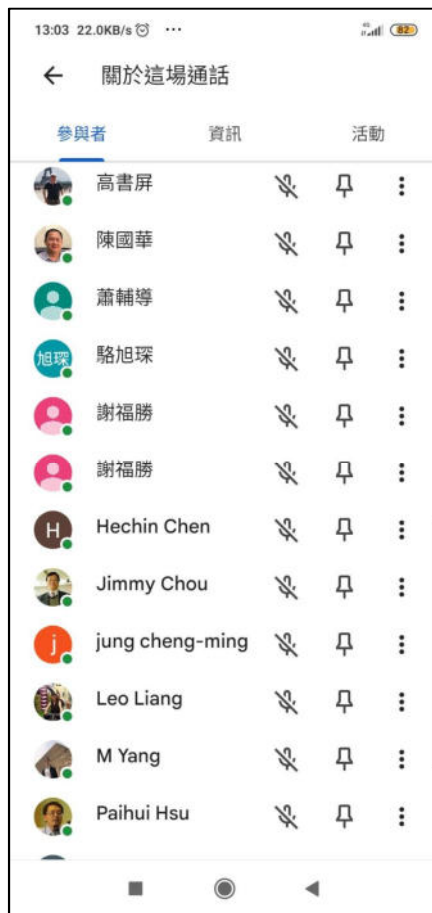 13:03 22.0KB/s ... 4G 82
關於這場通話
參與者 資訊 活動
高書屏
陳國華
蕭輔導
旭琛 駱旭琛
謝福勝
謝福勝
H Hechin Chen
Jimmy Chou
j jung cheng-ming
Leo Liang
M Yang
Paihui Hsu